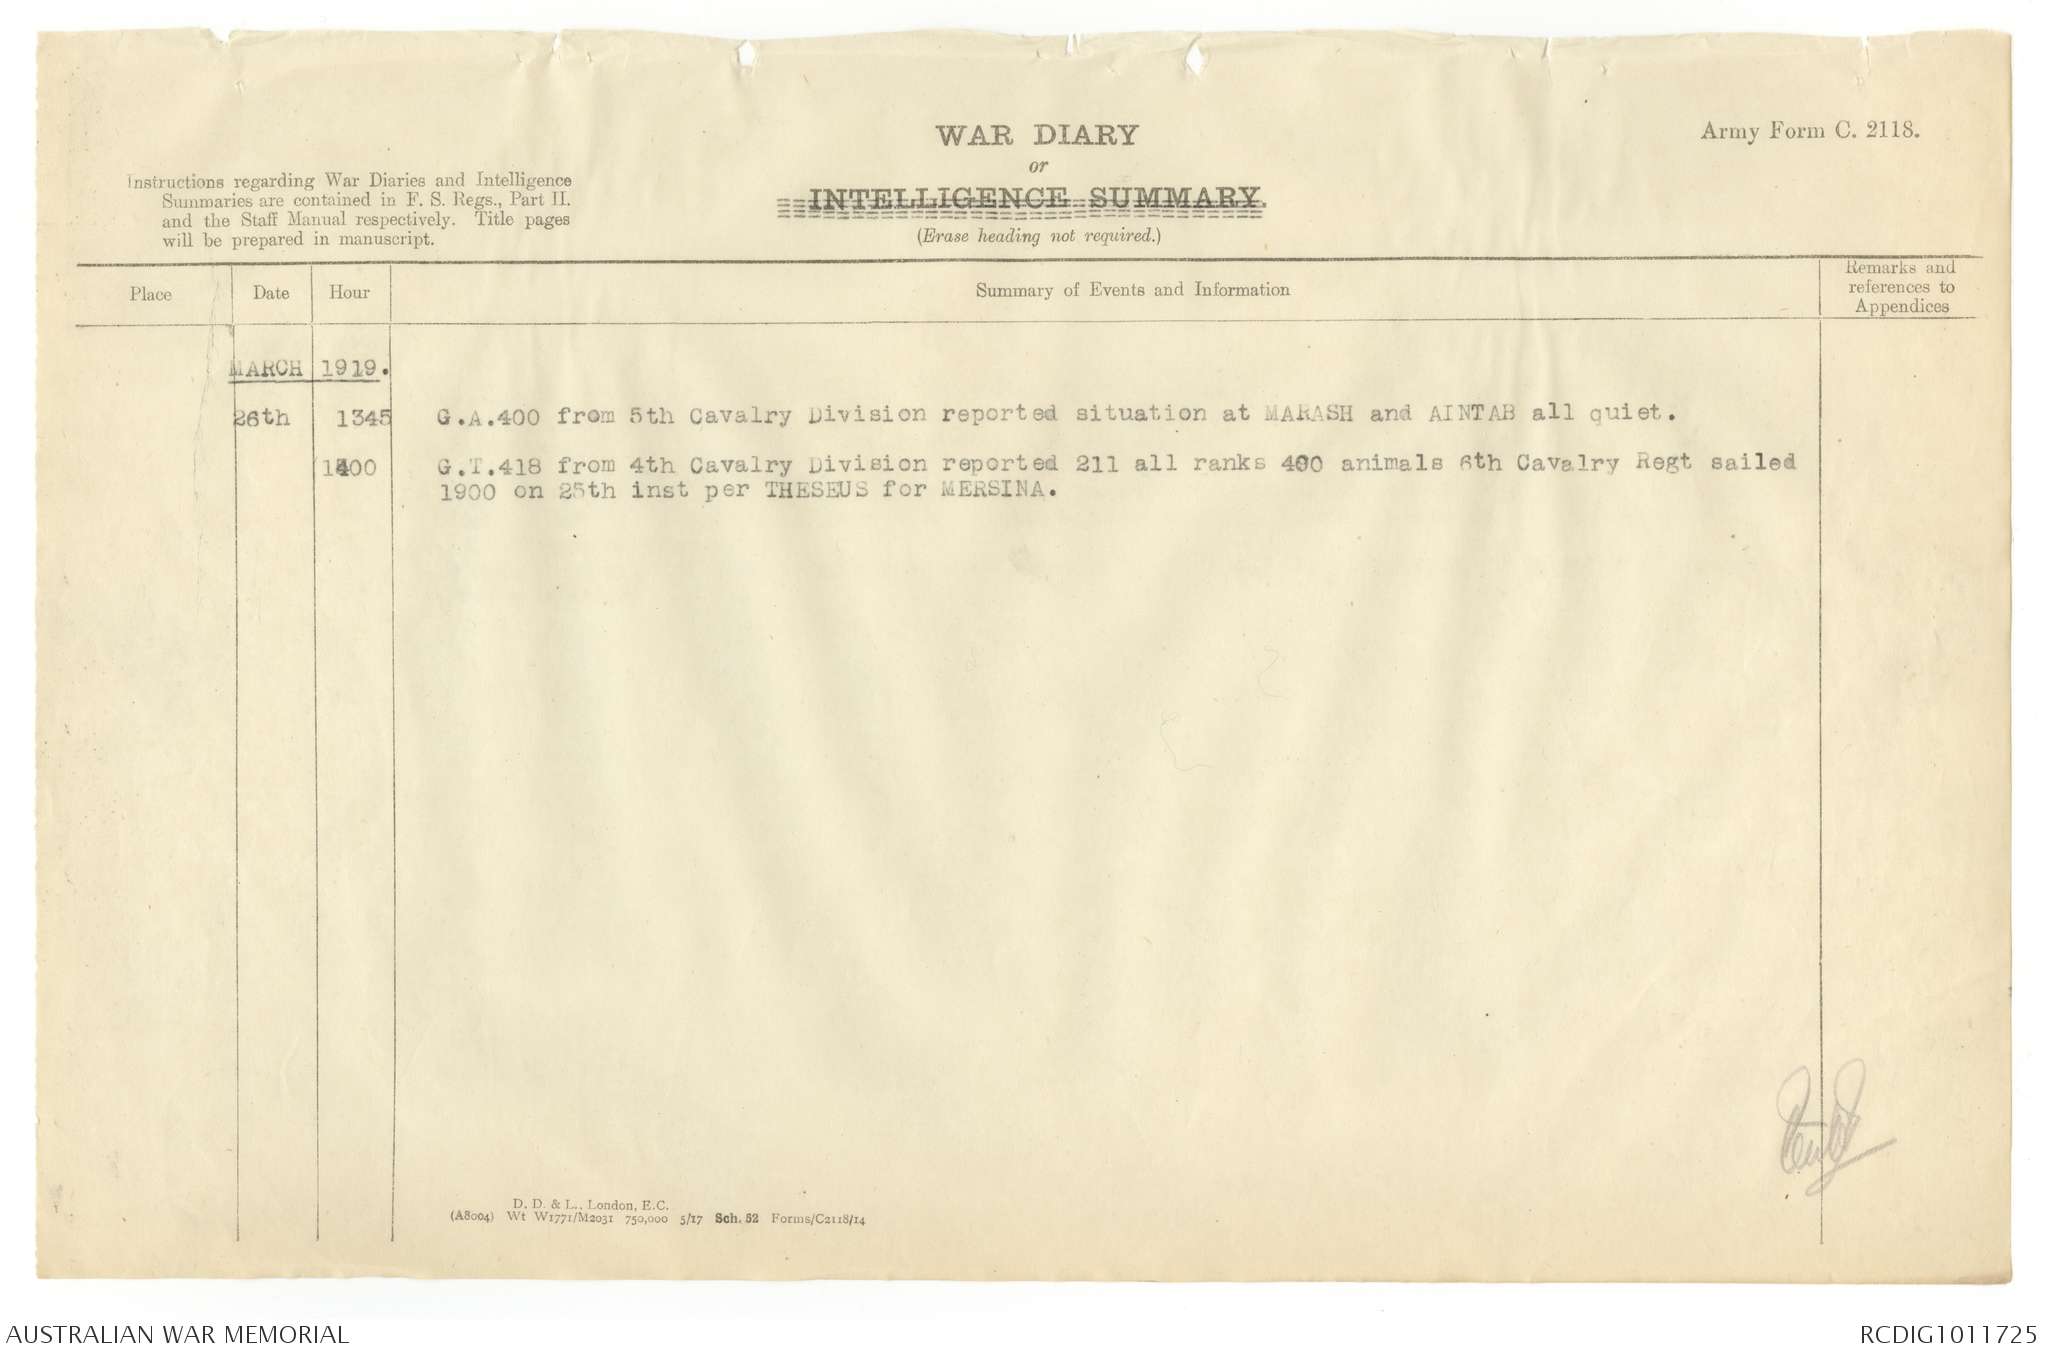 WAR DIARY
or
INTELLIGENCE SUMMARY.
(Erase heading not required.)
Army Form C. 2118.
Instructions regarding War Diaries and Intelligence
Summaries are contained in F. S. Regs., Part II.
and the Staff Manual respectively. Title pages
will be prepared in manuscript.
Place Date Hour Summary of Events and Information Remarks and
references to
Appendices
MARCH 1919.
26th 1345 G.A.400 from 5th Cavalry Division reported situation at MARASH and AINTAB all quiet.
1400 G.T.418 from 4th Cavalry Division reported 211 all ranks 400 animals 6th Cavalry Regt sailed
1900 on 25th inst per THESEUS for MERSINA.
D. D. & L., London, E.C.
(A8004) Wt W1771/M2031 750,000 5/17 Sch. 52 Forms/C2118/14
AUSTRALIAN WAR MEMORIAL
RCDIG1011725